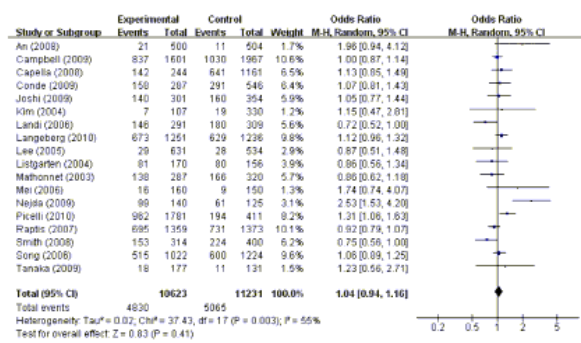 Experimental Control Odds Ratio Odds Ratio
Study or Subgroup Events Total Events Total Weight M-H, Random, 95% CI M-H, Random, 95% CI
An (2008) 21 500 11 504 1.7% 1.96 [0.94, 4.12]
Campbell (2009) 837 1601 1030 1967 9.9% 1.00 [0.87, 1.14]
Capella (2008) 142 244 641 1161 6.1% 1.13 [0.85, 1.49]
Conde (2009) 158 287 291 546 6.1% 1.07 [0.81, 1.43]
Joshi (2009) 140 301 160 354 5.6% 1.05 [0.77, 1.44]
Kim (2004) 7 107 19 330 1.2% 1.15 [0.47, 2.81]
Landi (2006) 146 291 180 309 5.4% 0.72 [0.52, 1.00]
Langeberg (2010) 673 1251 629 1236 9.2% 1.12 [0.96, 1.32]
Lee (2005) 29 631 28 534 3.0% 0.87 [0.51, 1.48]
Listgarten (2004) 81 170 80 156 3.9% 0.86 [0.56, 1.34]
Mathonnet (2003) 138 287 166 320 5.5% 0.86 [0.62, 1.18]
Mei (2006) 16 160 9 150 1.4% 1.74 [0.74, 4.07]
Nejda (2009) 99 140 61 125 3.1% 2.53 [1.53, 4.20]
Picelli (2010) 982 1781 194 411 7.8% 1.31 [1.06, 1.63]
Raptis (2007) 695 1359 731 1373 9.4% 0.92 [0.79, 1.07]
Smith (2008) 153 314 224 400 5.9% 0.75 [0.56, 1.00]
Song (2006) 515 1022 600 1224 8.9% 1.06 [0.89, 1.25]
Tanaka (2009) 18 177 11 131 1.6% 1.23 [0.56, 2.71]
Total (95% CI) 10623 11231 100.0% 1.04 [0.94, 1.16]
Total events 4830 5065
Heterogeneity: Tau² = 0.02; Chi² = 37.43, df = 17 (P = 0.003); I² = 55%
Test for overall effect: Z = 0.83 (P = 0.41)
0.2 0.5 1 2 5